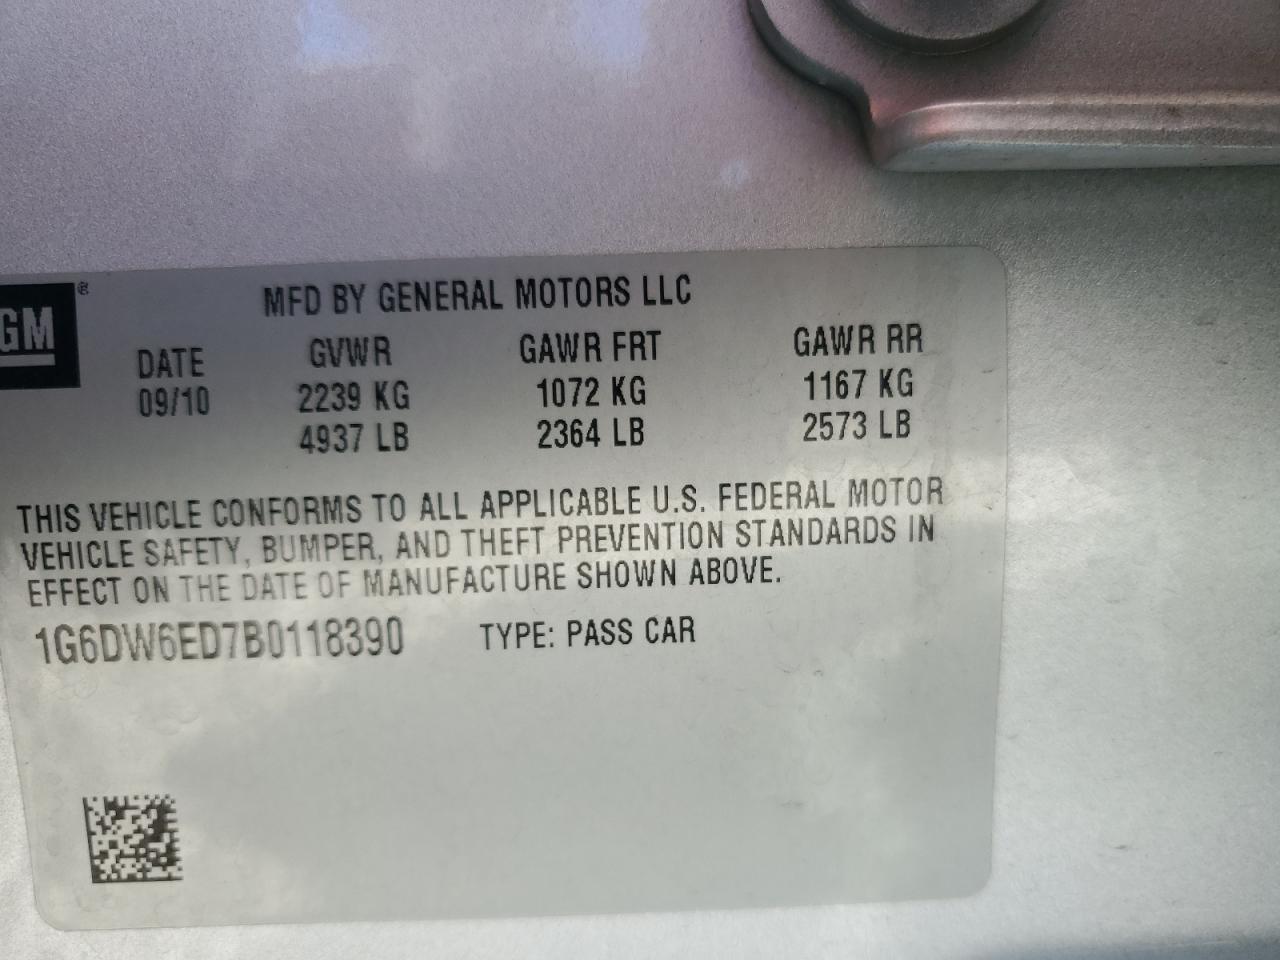 GM ®
MFD BY GENERAL MOTORS LLC
DATE GVWR GAWR FRT GAWR RR
09/10 2239 KG 1072 KG 1167 KG
4937 LB 2364 LB 2573 LB
THIS VEHICLE CONFORMS TO ALL APPLICABLE U.S. FEDERAL MOTOR
VEHICLE SAFETY, BUMPER, AND THEFT PREVENTION STANDARDS IN
EFFECT ON THE DATE OF MANUFACTURE SHOWN ABOVE.
1G6DW6ED7B0118390 TYPE: PASS CAR